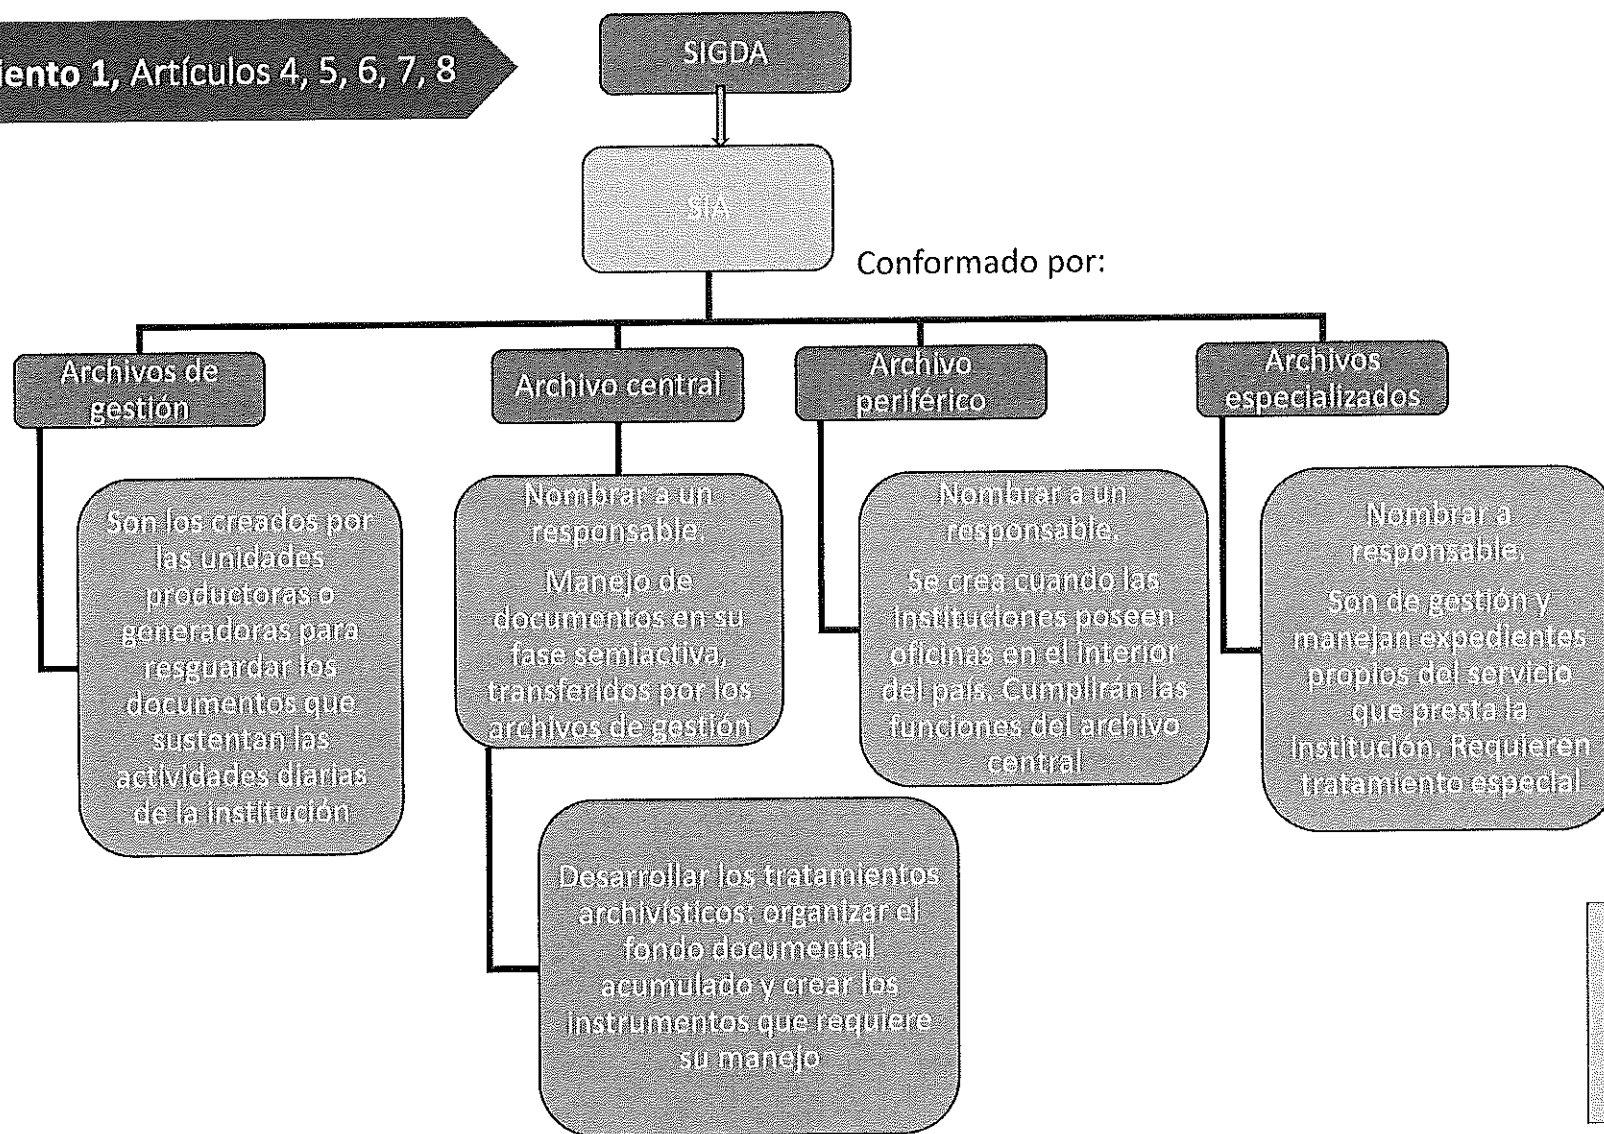 iento 1, Artículos 4, 5, 6, 7, 8
SIGDA
SIA
Conformado por:
Archivos de
gestión
Archivo central
Archivo
periférico
Archivos
especializados
Son los creados por
las unidades
productoras o
generadoras para
resguardar los
documentos que
sustentan las
actividades diarias
de la institución
Nombrar a un
responsable.
Manejo de
documentos en su
fase semiactiva,
transferidos por los
archivos de gestión
Nombrar a un
responsable.
Se crea cuando las
instituciones poseen
oficinas en el interior
del país. Cumplirán las
funciones del archivo
central
Nombrar a
responsable.
Son de gestión y
manejan expedientes
propios del servicio
que presta la
institución. Requieren
tratamiento especial
Desarrollar los tratamientos
archivísticos: organizar el
fondo documental
acumulado y crear los
instrumentos que requiere
su manejo